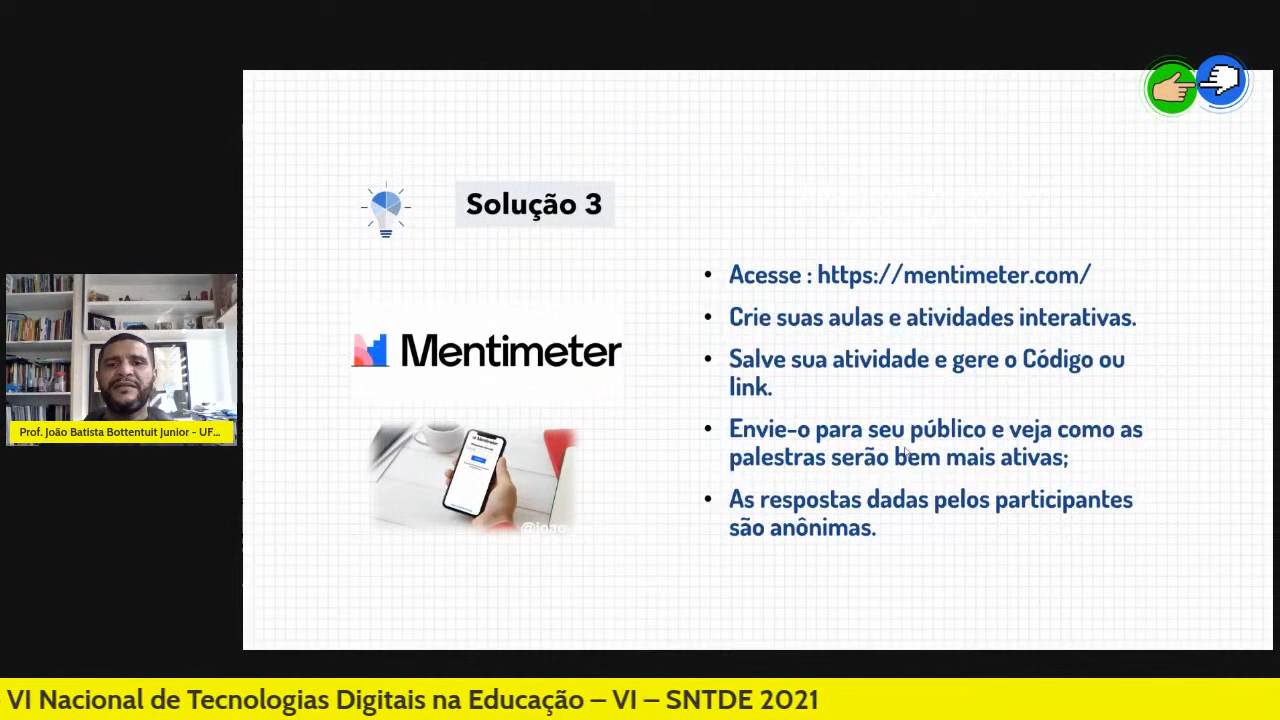 Solução 3
Mentimeter
Mentimeter
@joao
Acesse : https://mentimeter.com/
Crie suas aulas e atividades interativas.
Salve sua atividade e gere o Código ou
link.
Envie-o para seu público e veja como as
palestras serão bem mais ativas;
As respostas dadas pelos participantes
são anônimas.
Prof. João Batista Bottentuit Junior - UF...
VI Nacional de Tecnologias Digitais na Educação – VI – SNTDE 2021